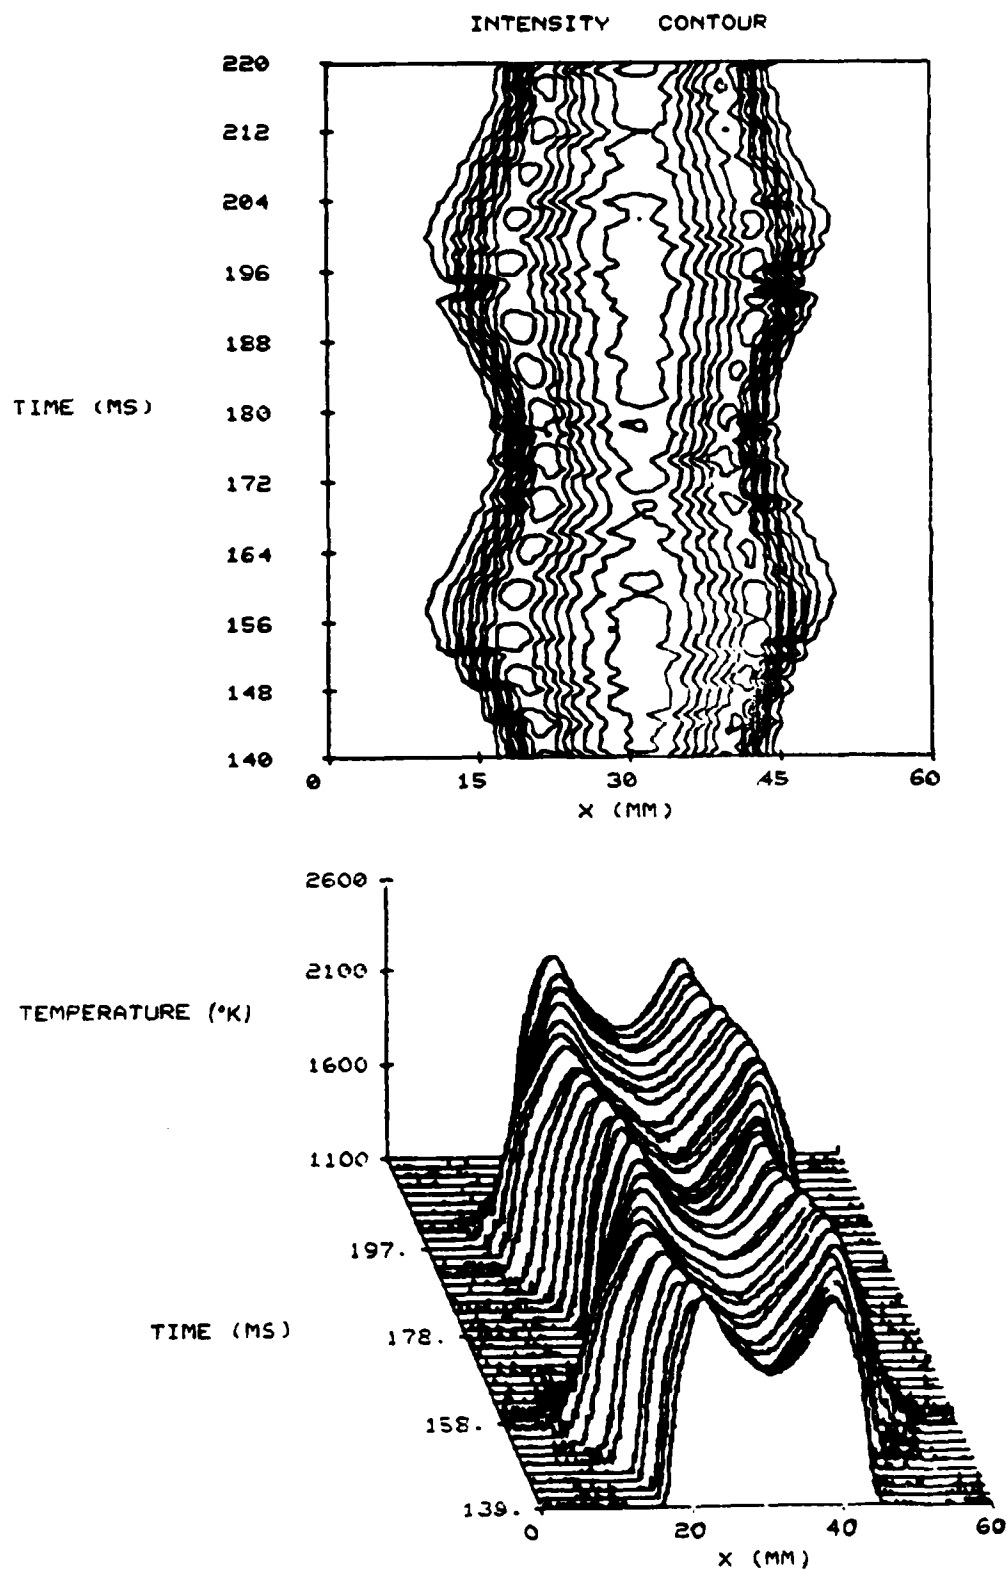 INTENSITY CONTOUR
220
212
204
196
188
TIME (MS)
180
172
164
156
148
140
0 15 30 45 60
X (MM)
2600
2100
TEMPERATURE (°K)
1600
1100
197.
TIME (MS)
178.
158.
139.
0 20 40 60
X (MM)